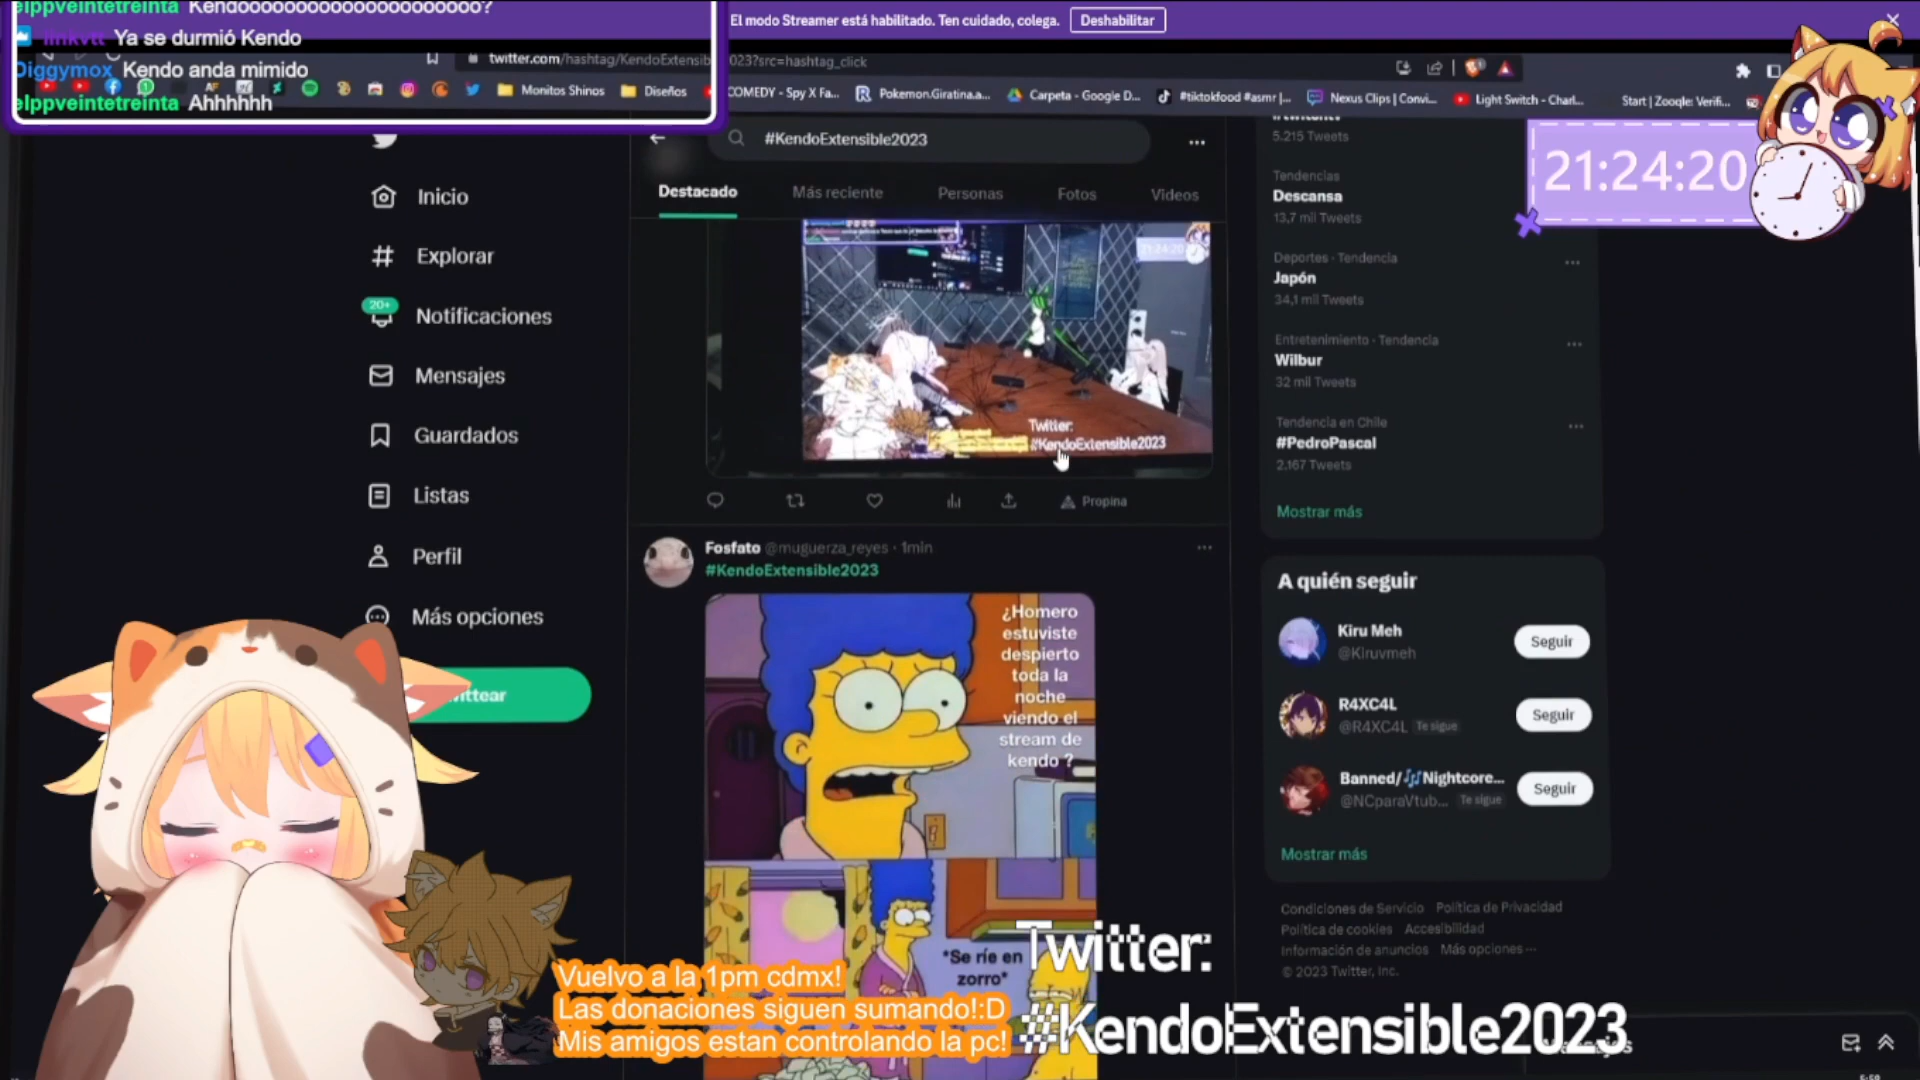 elppveintetreinta Kendooooooooooooooooooooo?
linkvtt Ya se durmió Kendo
Diggymox Kendo anda mimido
elppveintetreinta Ahhhhhh
El modo Streamer está habilitado. Ten cuidado, colega. Deshabilitar
twitter.com/hashtag/KendoExtensib
023?src=hashtag_click
Monitos Shinos
Diseños
COMEDY - Spy X Fa...
Pokemon.Giratina.a...
Carpeta - Google D...
#tiktokfood #asmr |...
Nexus Clips | Convi...
Light Switch - Charl...
Start | Zooqle: Verifi...
21:24:20
Inicio
Explorar
20+
Notificaciones
Mensajes
Guardados
Listas
Perfil
Más opciones
#KendoExtensible2023
Destacado
Más reciente
Personas
Fotos
Videos
21:24:20
Twitter:
#KendoExtensible2023
Propina
Fosfato @muguerza_reyes · 1min
#KendoExtensible2023
¿Homero
estuviste
despierto
toda la
noche
viendo el
stream de
kendo ?
*Se ríe en
zorro*
5.215 Tweets
Tendencias
Descansa
13,7 mil Tweets
Deportes · Tendencia
Japón
34,1 mil Tweets
Entretenimiento · Tendencia
Wilbur
32 mil Tweets
Tendencia en Chile
#PedroPascal
2.167 Tweets
Mostrar más
A quién seguir
Kiru Meh
@Kiruvmeh
Seguir
R4XC4L
@R4XC4L Te sigue
Seguir
Banned/🎶Nightcore...
@NCparaVtub... Te sigue
Seguir
Mostrar más
Condiciones de Servicio Política de Privacidad
Política de cookies Accesibilidad
Información de anuncios Más opciones ···
© 2023 Twitter, Inc.
Vuelvo a la 1pm cdmx!
Las donaciones siguen sumando!:D
Mis amigos estan controlando la pc!
Twitter:
#KendoExtensible2023